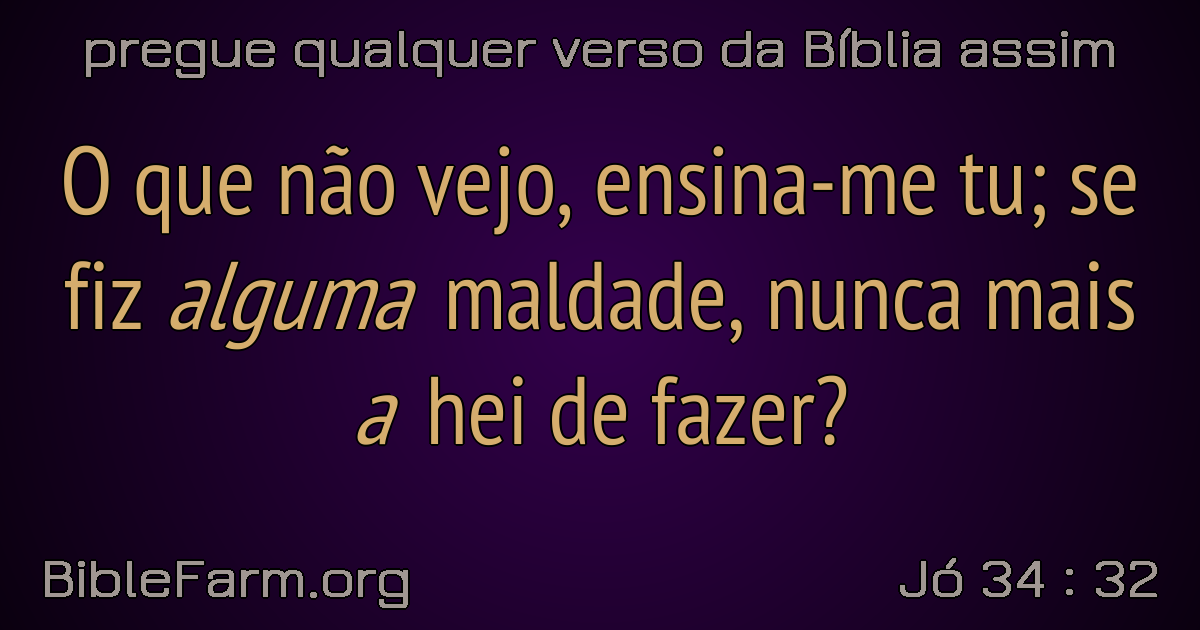 pregue qualquer verso da Bíblia assim
O que não vejo, ensina-me tu; se
fiz alguma maldade, nunca mais
a hei de fazer?
BibleFarm.org
Jó 34 : 32